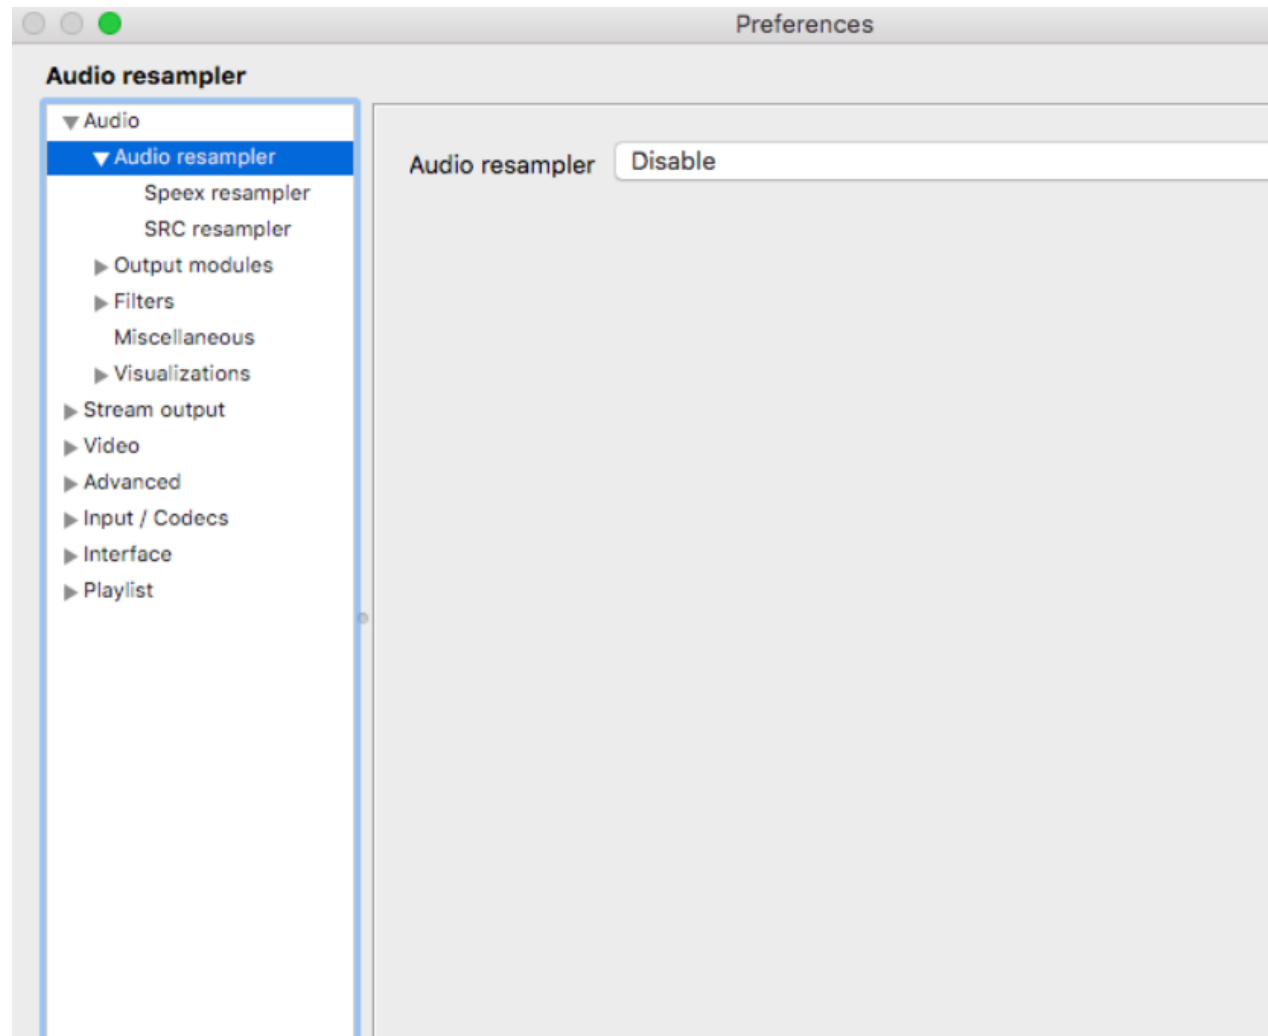 Preferences
Audio resampler
Audio
Audio resampler
Speex resampler
SRC resampler
Output modules
Filters
Miscellaneous
Visualizations
Stream output
Video
Advanced
Input / Codecs
Interface
Playlist
Audio resampler Disable